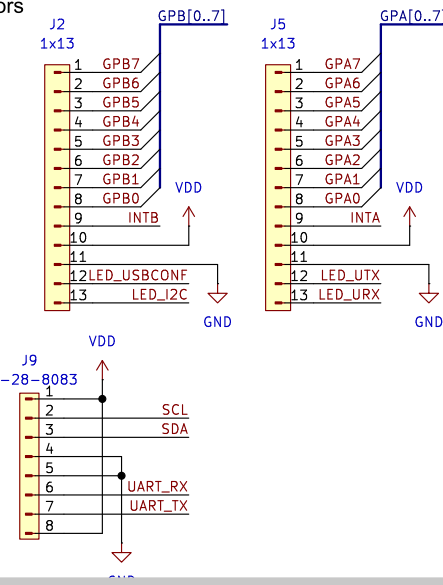 ors
J2
1x13
GPB[0..7]
1 GPB7
2 GPB6
3 GPB5
4 GPB4
5 GPB3
6 GPB2
7 GPB1
8 GPB0
VDD
9 INTB
10
11
12 LED_USBCONF
13 LED_I2C
GND
J5
1x13
GPA[0..7]
1 GPA7
2 GPA6
3 GPA5
4 GPA4
5 GPA3
6 GPA2
7 GPA1
8 GPA0
VDD
9 INTA
10
11
12 LED_UTX
13 LED_URX
GND
J9
-28-8083
VDD
1
2 SCL
3 SDA
4
5
6 UART_RX
7 UART_TX
8
GND